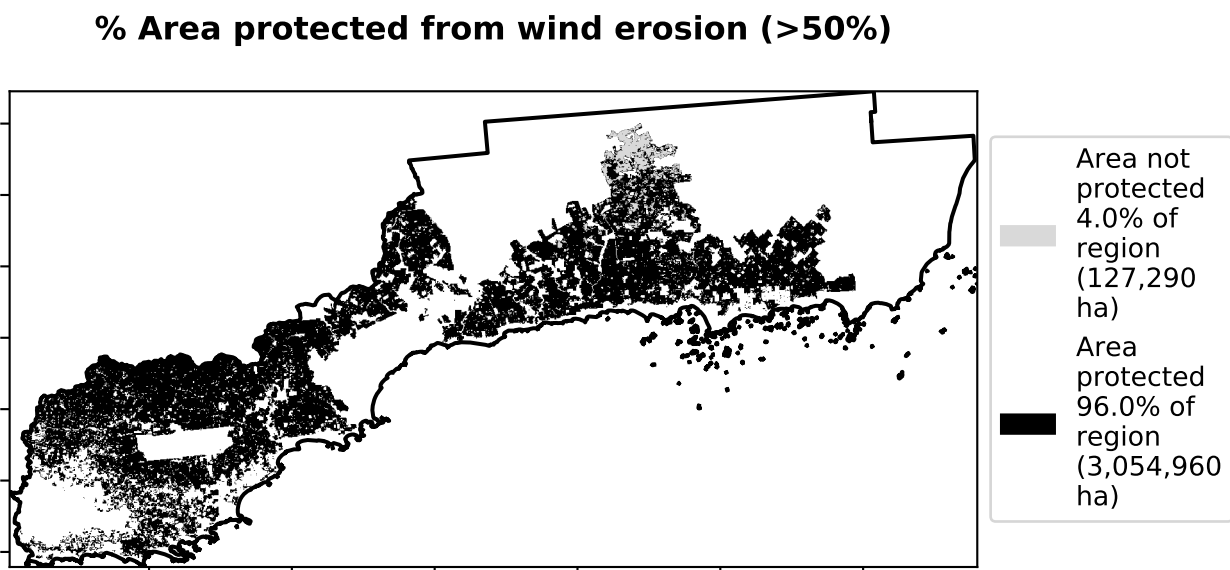 % Area protected from wind erosion (>50%)
Area not
protected
4.0% of
region
(127,290
ha)
Area
protected
96.0% of
region
(3,054,960
ha)